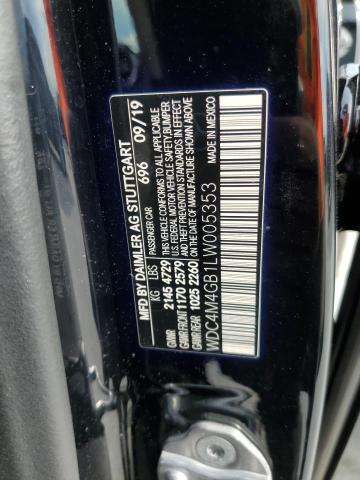 MFD BY DAIMLER AG STUTTGART
696 09/19
KG LBS PASSENGER CAR
GVWR 2145 4729 THIS VEHICLE CONFORMS TO ALL APPLICABLE
GAWR FRONT 1170 2579 U.S. FEDERAL MOTOR VEHICLE SAFETY, BUMPER
GAWR REAR 1025 2260 AND THEFT PREVENTION STANDARDS IN EFFECT
ON THE DATE OF MANUFACTURE SHOWN ABOVE.
WDC4M4GB1LW005353
MADE IN MEXICO